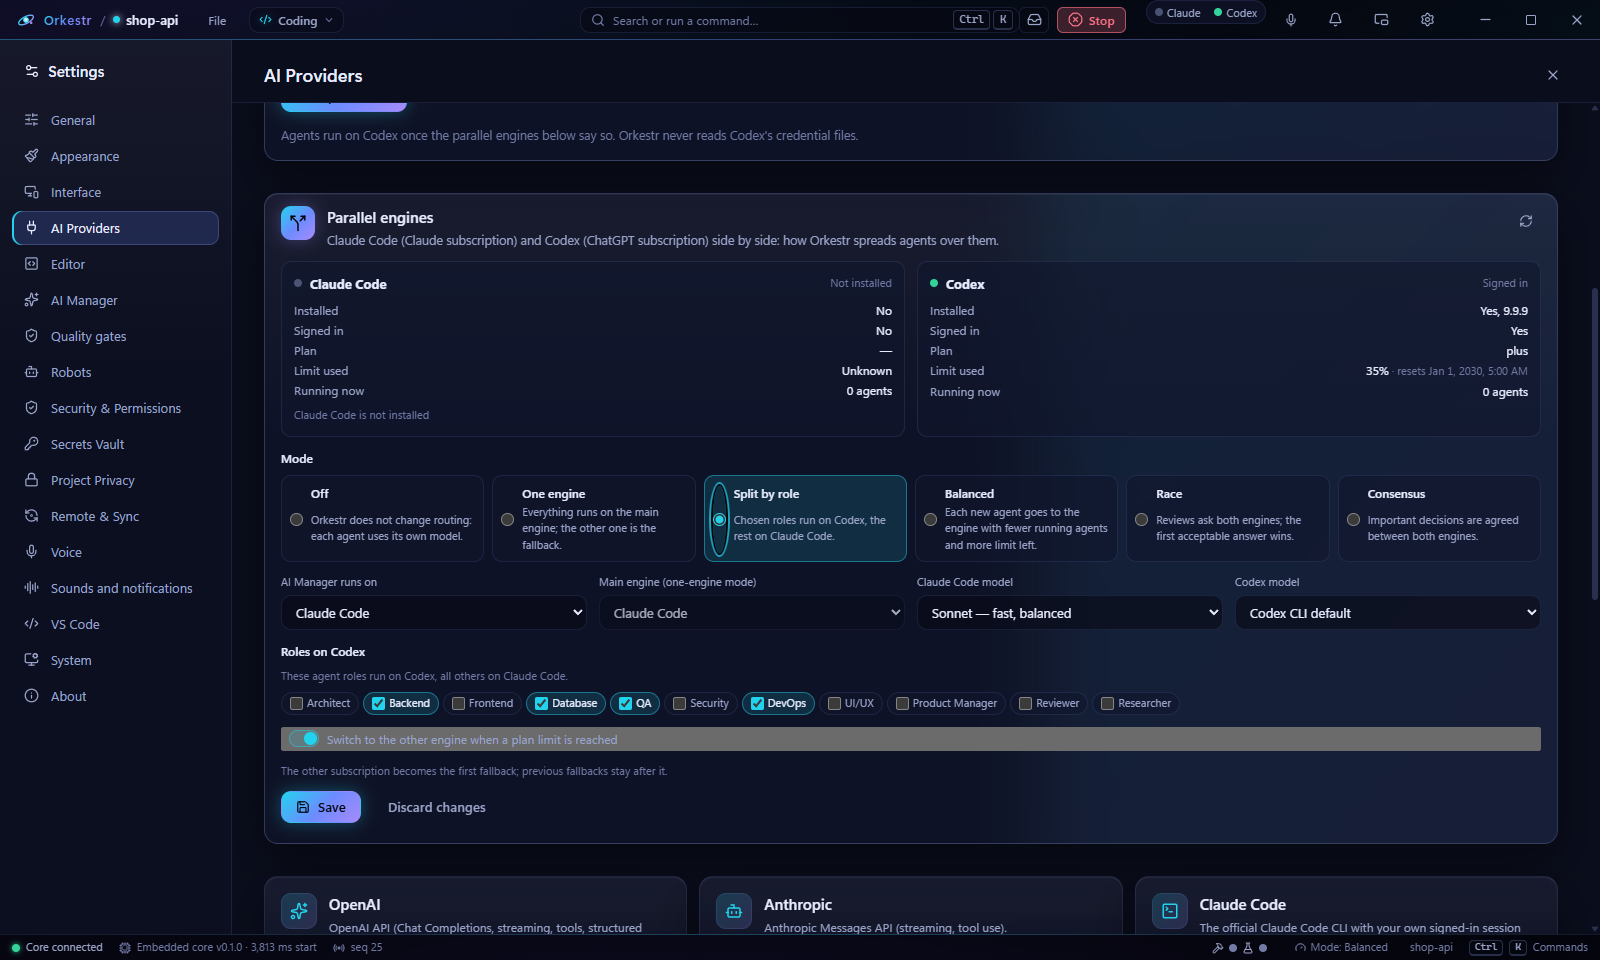 Orkestr / shop-api File Coding Search or run a command... Ctrl K Stop Claude Codex
Settings
General
Appearance
Interface
AI Providers
Editor
AI Manager
Quality gates
Robots
Security & Permissions
Secrets Vault
Project Privacy
Remote & Sync
Voice
Sounds and notifications
VS Code
System
About
AI Providers
Agents run on Codex once the parallel engines below say so. Orkestr never reads Codex's credential files.
Parallel engines
Claude Code (Claude subscription) and Codex (ChatGPT subscription) side by side: how Orkestr spreads agents over them.
Claude Code Not installed
Installed No
Signed in No
Plan —
Limit used Unknown
Running now 0 agents
Claude Code is not installed
Codex Signed in
Installed Yes, 9.9.9
Signed in Yes
Plan plus
Limit used 35% · resets Jan 1, 2030, 5:00 AM
Running now 0 agents
Mode
Off
Orkestr does not change routing:
each agent uses its own model.
One engine
Everything runs on the main
engine; the other one is the
fallback.
Split by role
Chosen roles run on Codex, the
rest on Claude Code.
Balanced
Each new agent goes to the
engine with fewer running agents
and more limit left.
Race
Reviews ask both engines; the
first acceptable answer wins.
Consensus
Important decisions are agreed
between both engines.
AI Manager runs on Main engine (one-engine mode) Claude Code model Codex model
Claude Code Claude Code Sonnet — fast, balanced Codex CLI default
Roles on Codex
These agent roles run on Codex, all others on Claude Code.
Architect Backend Frontend Database QA Security DevOps UI/UX Product Manager Reviewer Researcher
Switch to the other engine when a plan limit is reached
The other subscription becomes the first fallback; previous fallbacks stay after it.
Save Discard changes
OpenAI
OpenAI API (Chat Completions, streaming, tools, structured
Anthropic
Anthropic Messages API (streaming, tool use).
Claude Code
The official Claude Code CLI with your own signed-in session
Core connected Embedded core v0.1.0 · 3,813 ms start seq 25 Mode: Balanced shop-api Ctrl K Commands